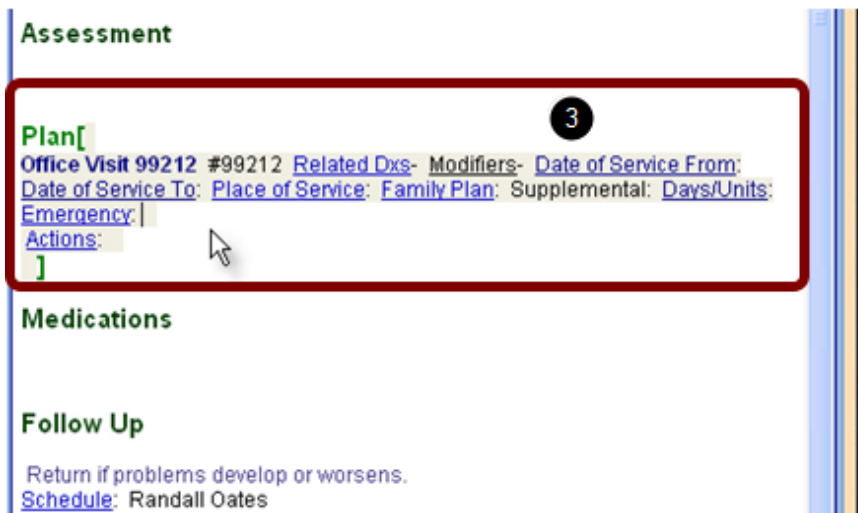 Assessment
3
Plan[
Office Visit 99212 #99212 Related Dxs- Modifiers- Date of Service From:
Date of Service To: Place of Service: Family Plan: Supplemental: Days/Units:
Emergency:
Actions:
]
Medications
Follow Up
Return if problems develop or worsens.
Schedule: Randall Oates